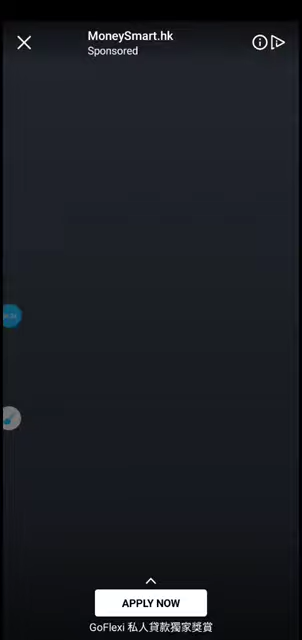 MoneySmart.hk
Sponsored
APPLY NOW
GoFlexi 私人貸款獨家獎賞